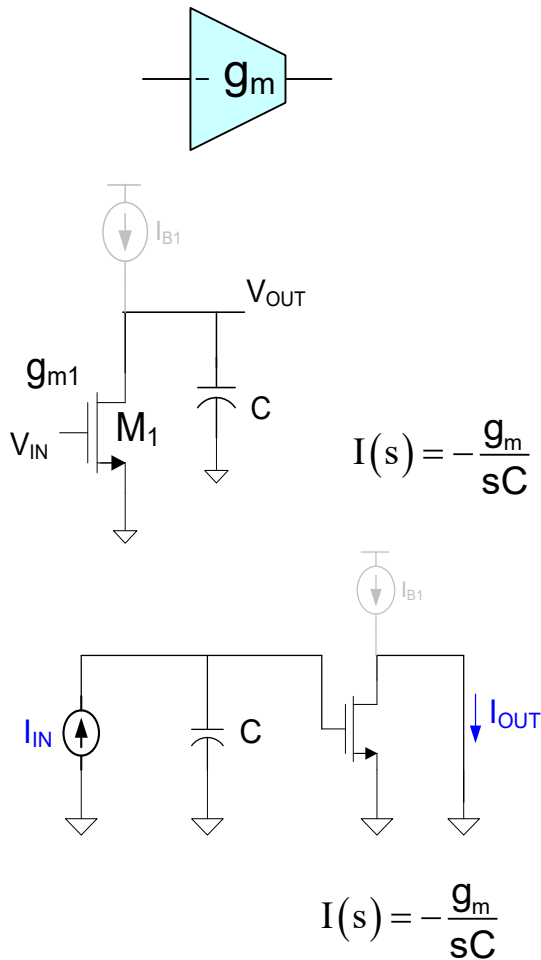 - gm
IB1
VOUT
gm1
C
M1
VIN
I(s) = - gm/sC
IB1
IIN
C
IOUT
I(s) = - gm/sC